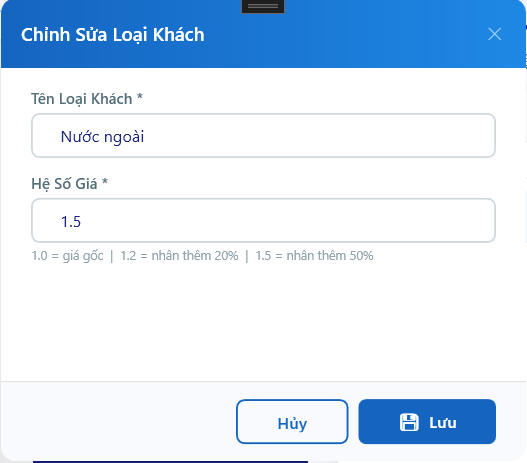 Chỉnh Sửa Loại Khách
Tên Loại Khách *
Nước ngoài
Hệ Số Giá *
1.5
1.0 = giá gốc | 1.2 = nhân thêm 20% | 1.5 = nhân thêm 50%
Hủy
Lưu